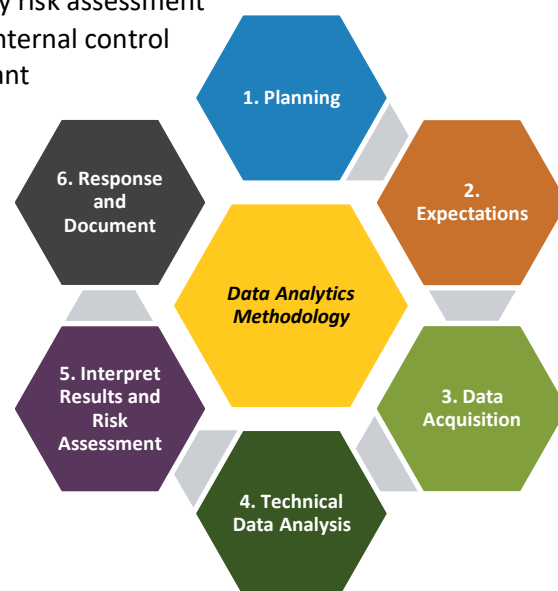 y risk assessment
nternal control
ant
1. Planning
2.
Expectations
3. Data
Acquisition
4. Technical
Data Analysis
5. Interpret
Results and
Risk
Assessment
6. Response
and
Document
Data Analytics
Methodology